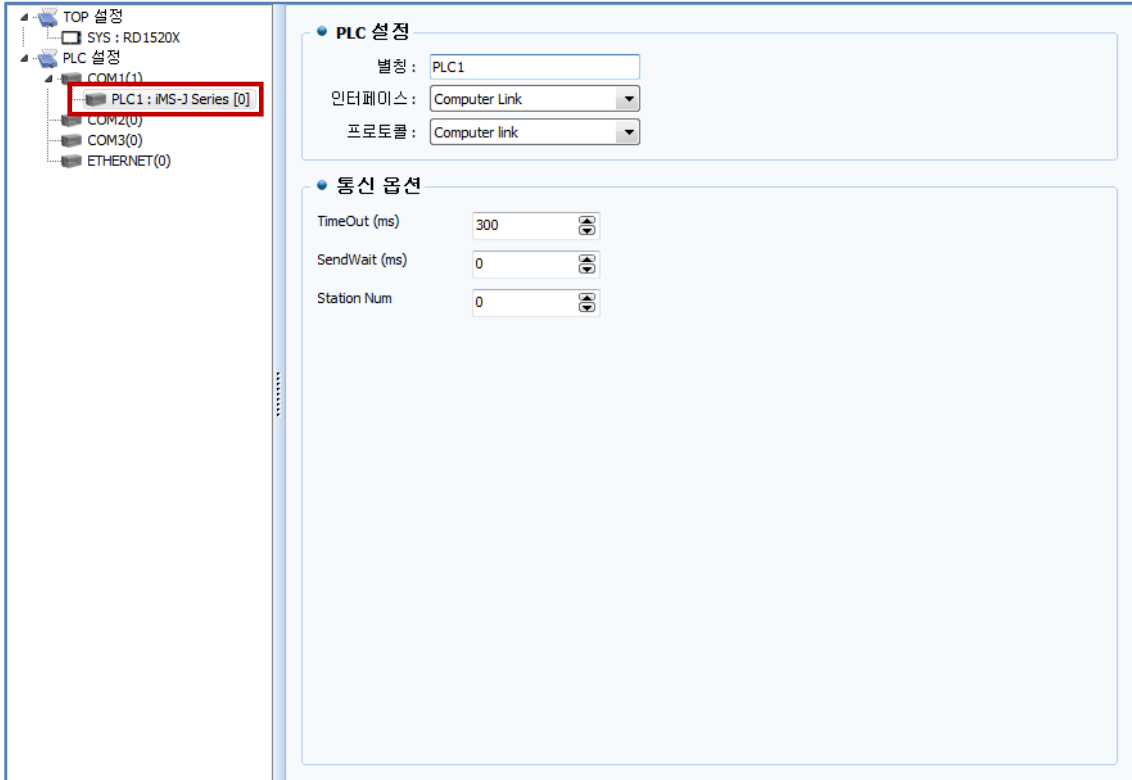 TOP 설정
SYS : RD1520X
PLC 설정
COM1(1)
PLC1 : iMS-J Series [0]
COM2(0)
COM3(0)
ETHERNET(0)
PLC 설정
별칭 : PLC1
인터페이스 : Computer Link
프로토콜 : Computer link
통신 옵션
TimeOut (ms) 300
SendWait (ms) 0
Station Num 0